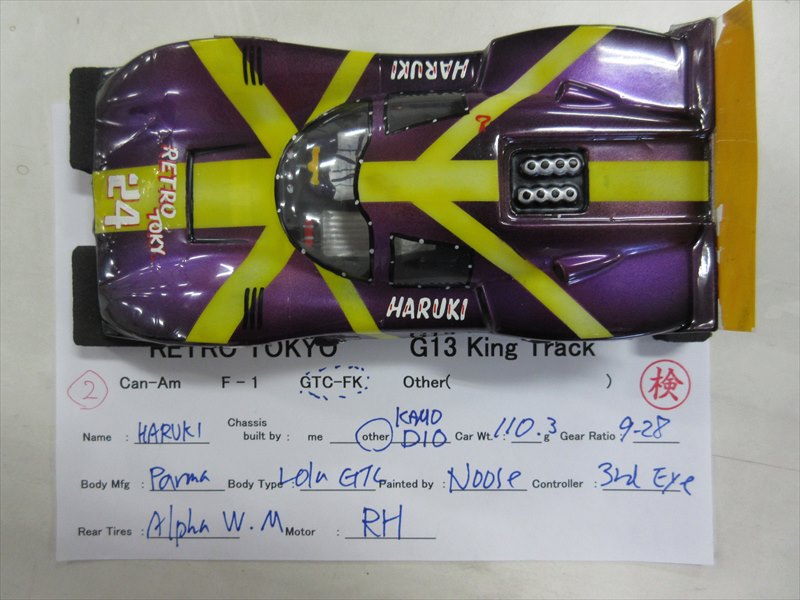 HARUKI
RETRO
TOKY
24
HARUKI
RETRO TOKYO G13 King Track
2 Can-Am F-1 GTC-FK Other( ) 検
Name : HARUKI Chassis built by : me other KAMO DIO Car Wt. : 110.3 g Gear Ratio : 9-28
Body Mfg : Parma Body Type : Lola GTC Painted by : Noose Controller : 3rd Eye
Rear Tires : Alpha W.M Motor : RH